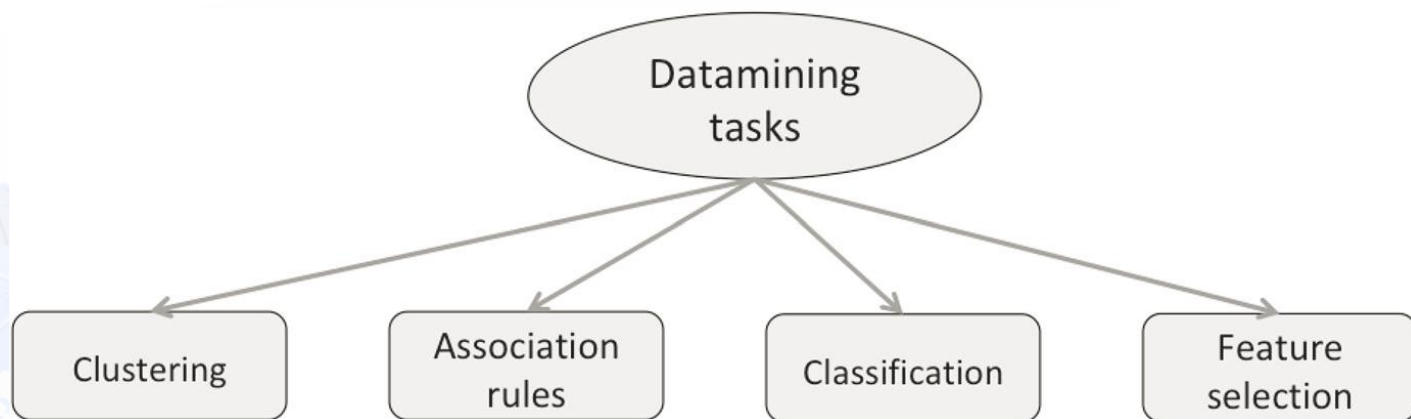 Datamining
tasks
Clustering
Association
rules
Classification
Feature
selection